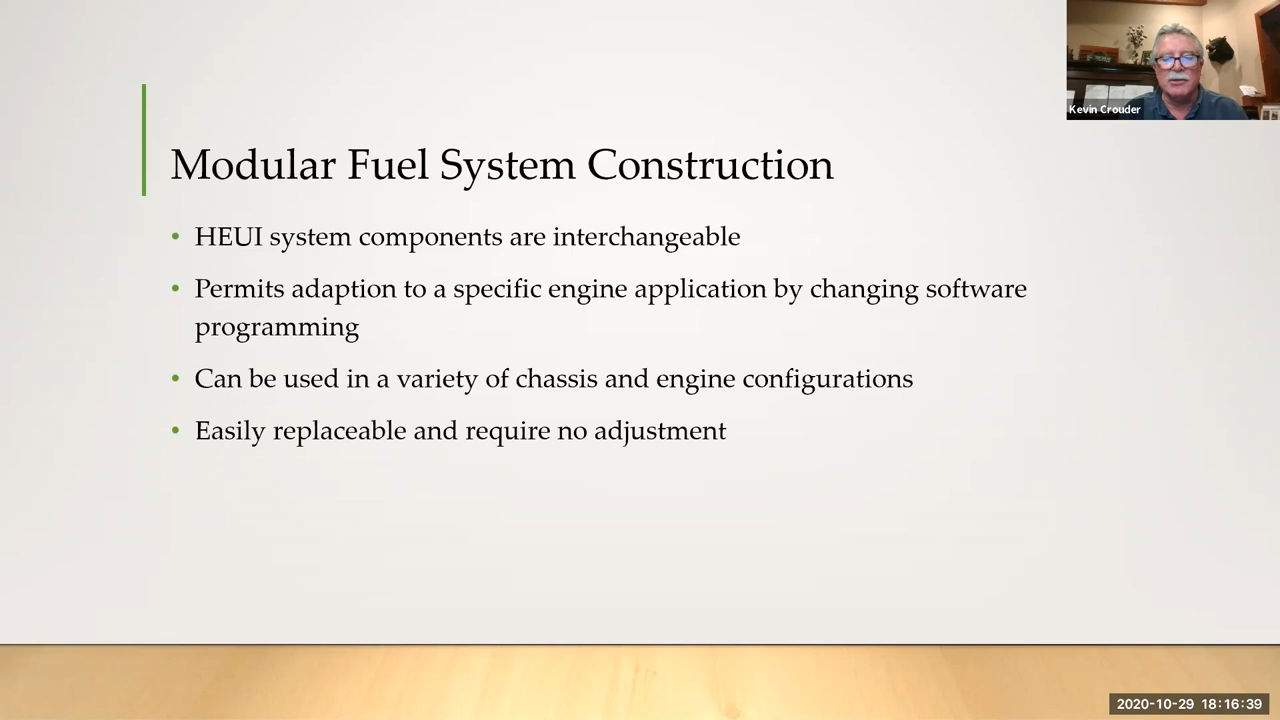 Kevin Crouder
Modular Fuel System Construction
• HEUI system components are interchangeable
• Permits adaption to a specific engine application by changing software
programming
• Can be used in a variety of chassis and engine configurations
• Easily replaceable and require no adjustment
2020-10-29 18:16:39